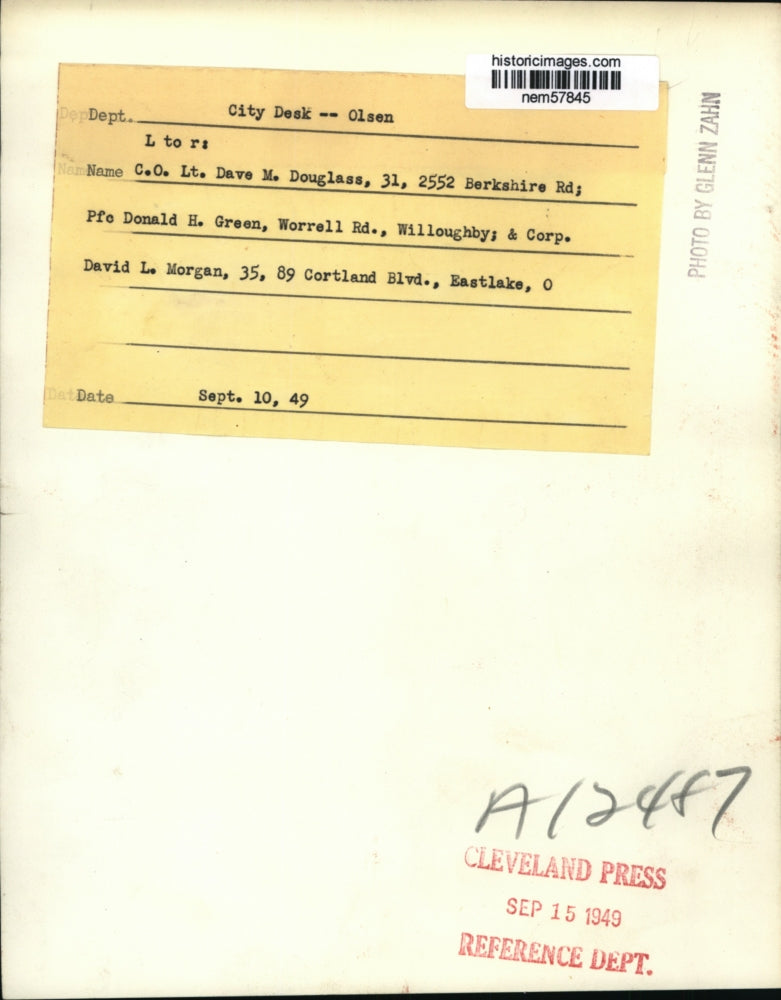 historicimages.com
nem57845
PHOTO BY GLENN ZAHN
Dept. City Desk -- Olsen
L to r:
Name C.O. Lt. Dave M. Douglass, 31, 2552 Berkshire Rd;
Pfc Donald H. Green, Worrell Rd., Willoughby; & Corp.
David L. Morgan, 35, 89 Cortland Blvd., Eastlake, O
Date Sept. 10, 49
A12487
CLEVELAND PRESS
SEP 15 1949
REFERENCE DEPT.